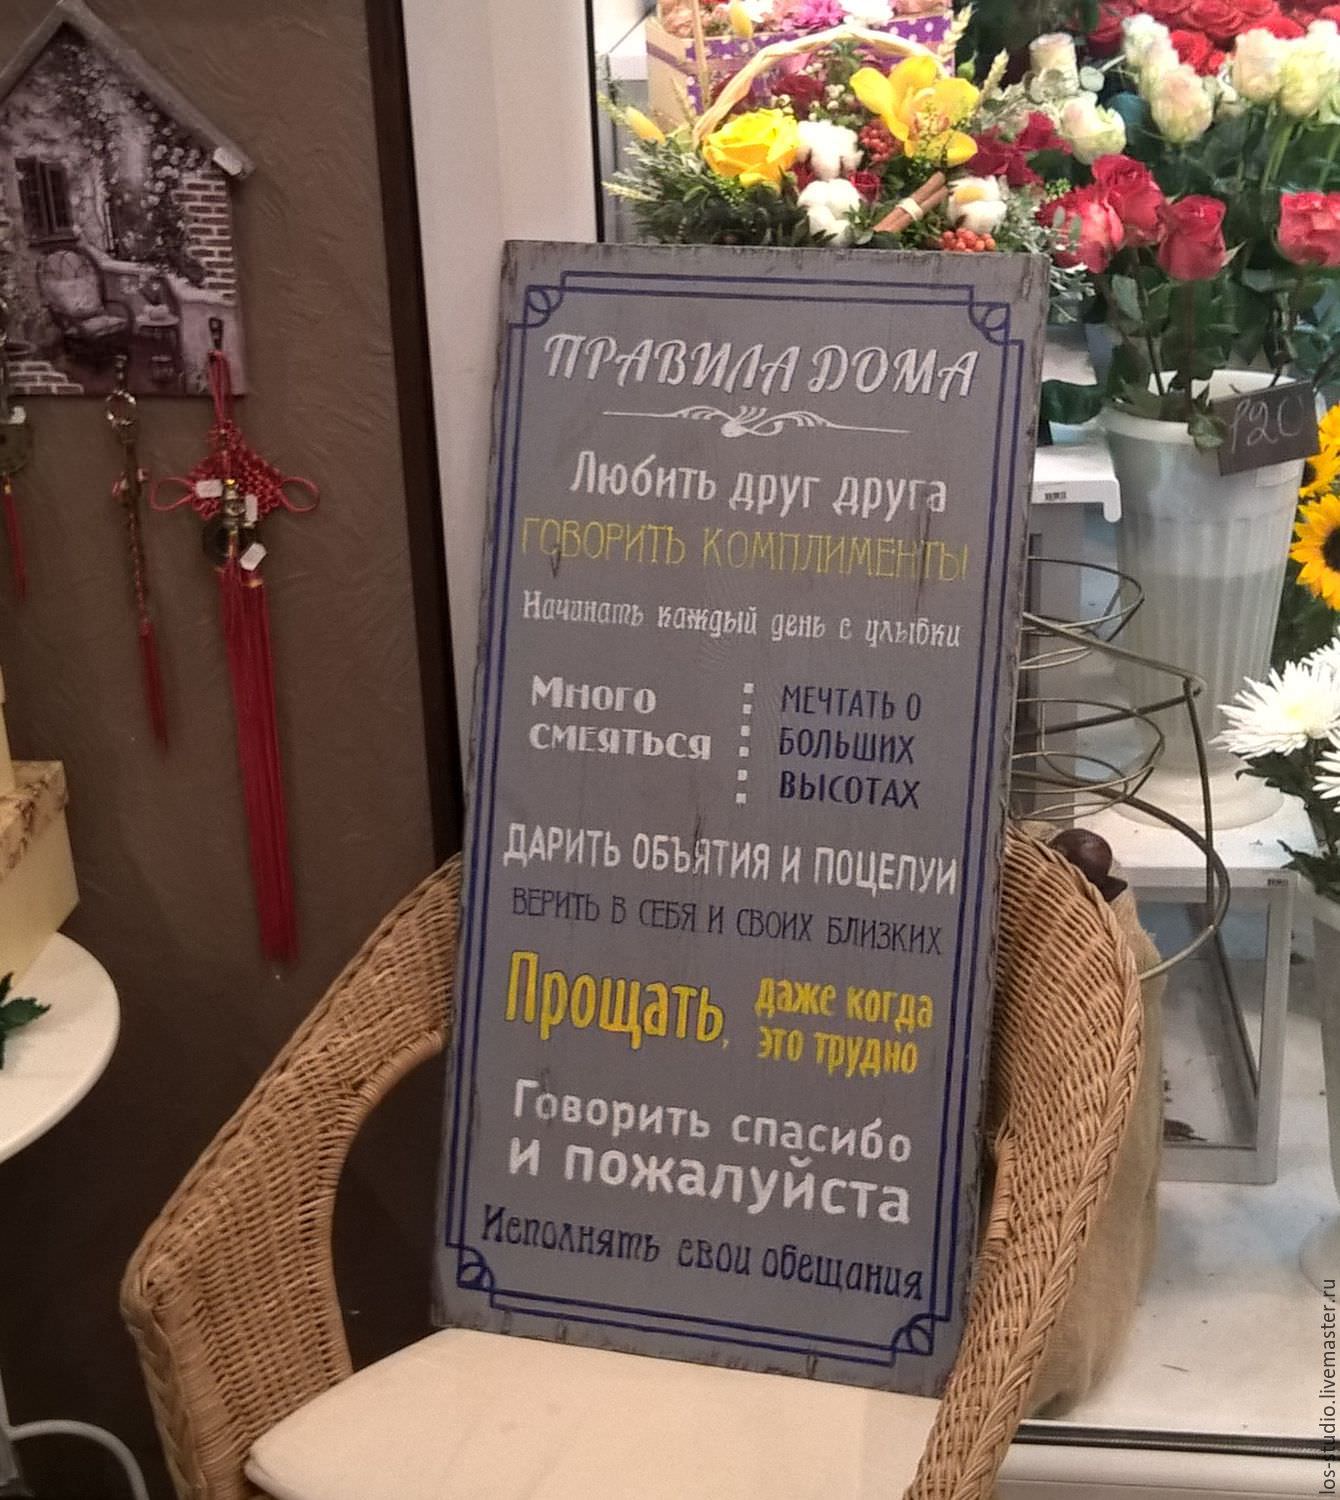 ПРАВИЛА ДОМА
Любить друг друга
ГОВОРИТЬ КОМПЛИМЕНТЫ
Начинать каждый день с улыбки
Много
смеяться
МЕЧТАТЬ О
БОЛЬШИХ
ВЫСОТАХ
ДАРИТЬ ОБЪЯТИЯ И ПОЦЕЛУИ
ВЕРИТЬ В СЕБЯ И СВОИХ БЛИЗКИХ
Прощать,
даже когда
это трудно
Говорить спасибо
и пожалуйста
Исполнять свои обещания
120
los-studio.livemaster.ru